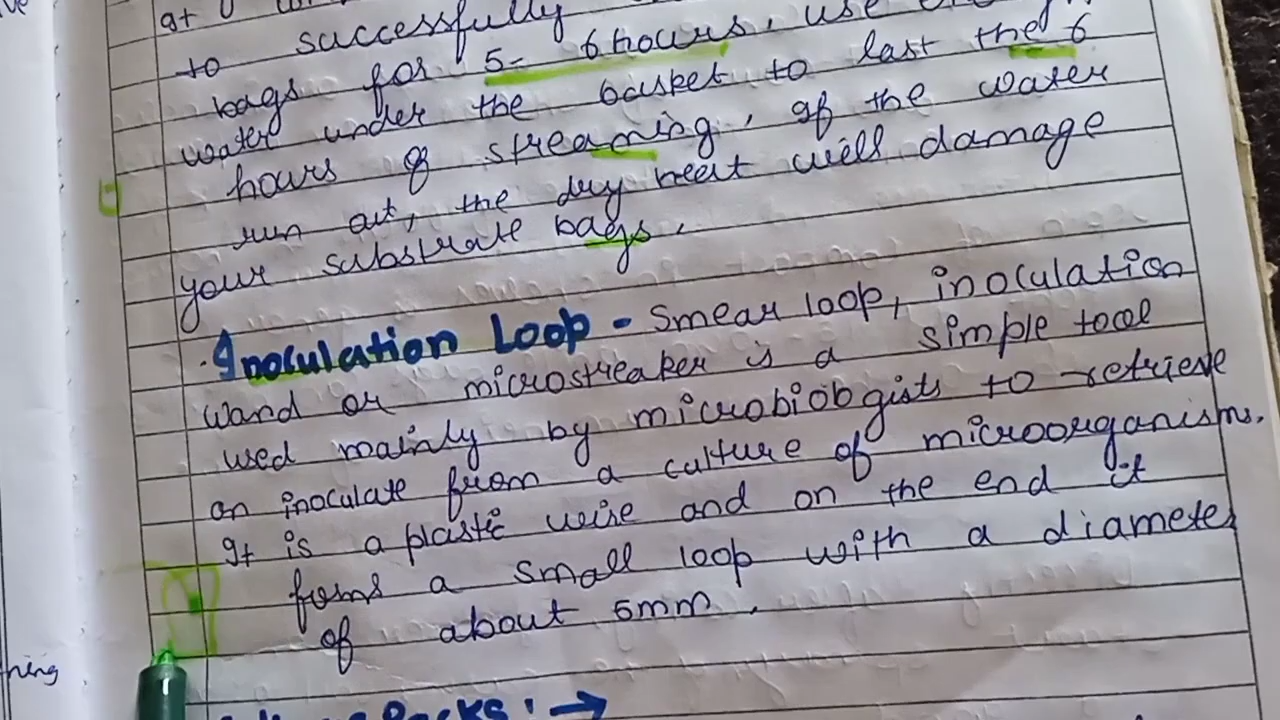 to successfully
bags for 5- 6 hours, use
water under the basket to last the 6
hours of streaming, If the water
run out, the dry heat will damage
your substrate bags.
Inoculation Loop - Smear loop, inoculation
wand or microstreaker is a simple tool
used mainly by microbiobgists to retrieve
an inoculate from a culture of microorganisms.
It is a plastic wire and on the end it
forms a small loop with a diameter
of about 5mm.